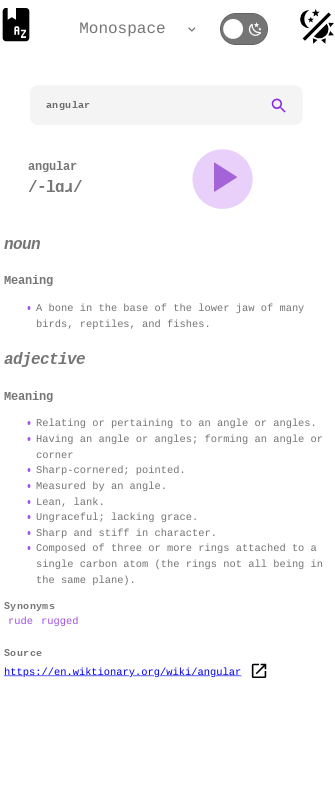 AZ
Monospace
angular
angular
/-lɑɹ/
noun
Meaning
A bone in the base of the lower jaw of many
birds, reptiles, and fishes.
adjective
Meaning
Relating or pertaining to an angle or angles.
Having an angle or angles; forming an angle or
corner
Sharp-cornered; pointed.
Measured by an angle.
Lean, lank.
Ungraceful; lacking grace.
Sharp and stiff in character.
Composed of three or more rings attached to a
single carbon atom (the rings not all being in
the same plane).
Synonyms
rude rugged
Source
https://en.wiktionary.org/wiki/angular